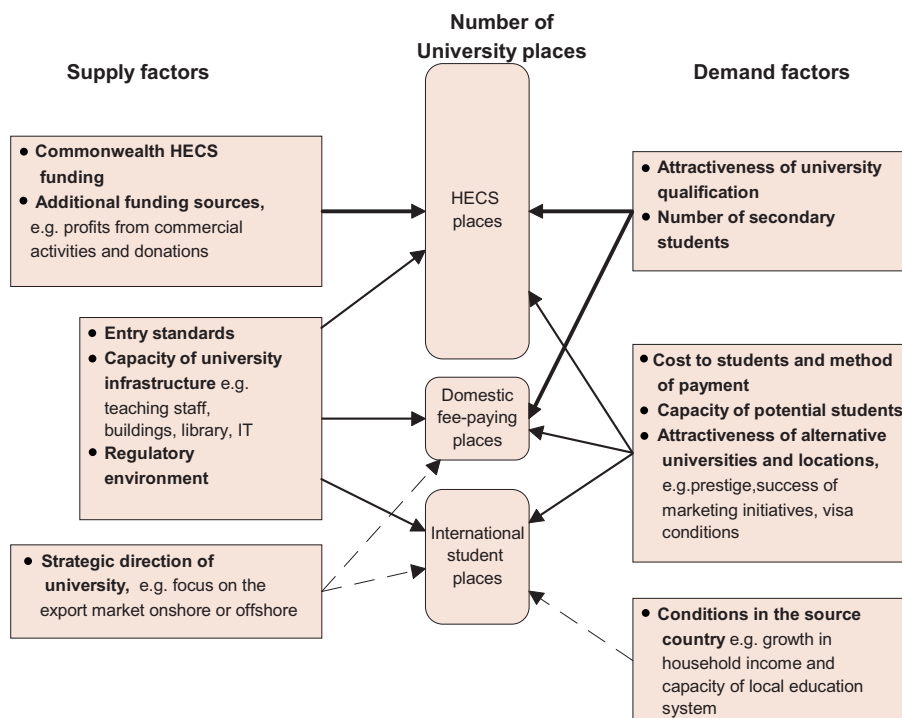 Number of
University places
Supply factors
Demand factors
● Commonwealth HECS
funding
● Additional funding sources,
e.g. profits from commercial
activities and donations
● Entry standards
● Capacity of university
infrastructure e.g.
teaching staff,
buildings, library, IT
● Regulatory
environment
● Strategic direction of
university, e.g. focus on the
export market onshore or offshore
HECS
places
Domestic
fee-paying
places
International
student
places
● Attractiveness of university
qualification
● Number of secondary
students
● Cost to students and method
of payment
● Capacity of potential students
● Attractiveness of alternative
universities and locations,
e.g.prestige,success of
marketing initiatives, visa
conditions
● Conditions in the source
country e.g. growth in
household income and
capacity of local education
system